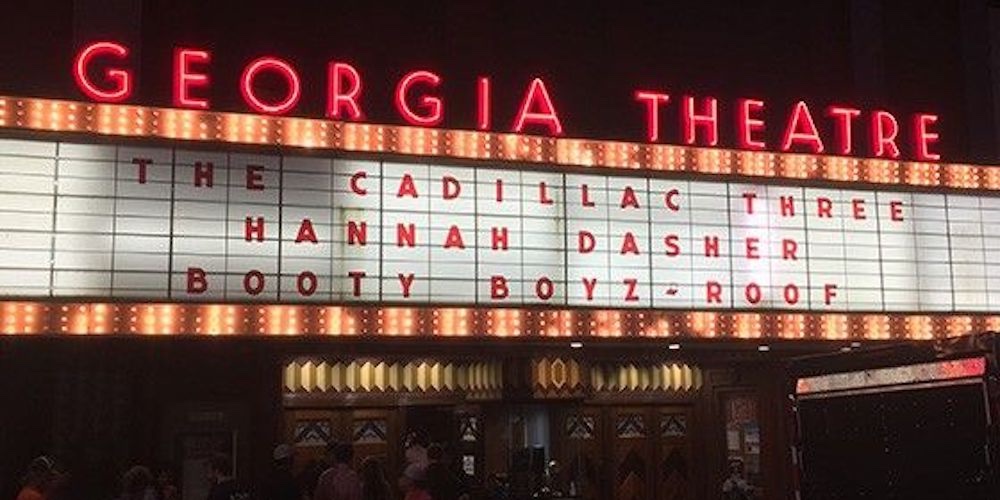 GEORGIA THEATRE
THE CADILLAC THREE
HANNAH DASHER
BOOTY BOYZ-ROOF